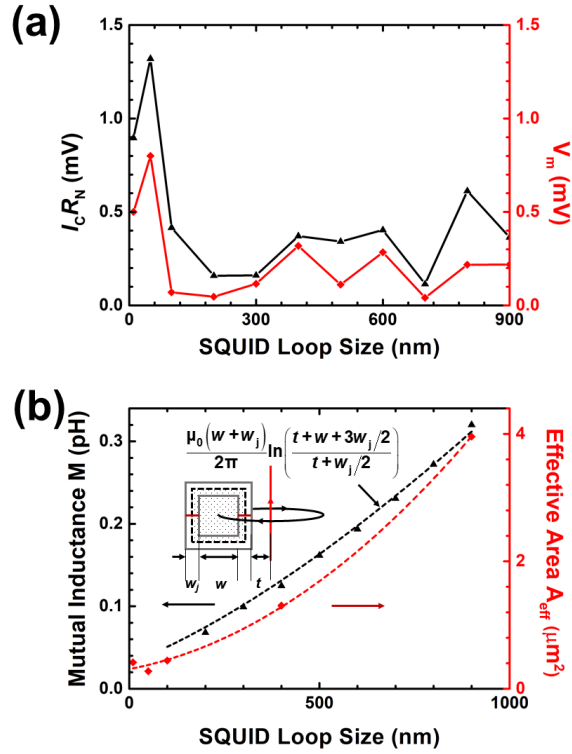 (a)
1.5
1.0
0.5
0.0
I_C R_N (mV)
1.5
1.0
0.5
0.0
V_m (mV)
0 300 600 900
SQUID Loop Size (nm)
(b)
0.3
0.2
0.1
0.0
Mutual Inductance M (pH)
μ₀(w+w_j)/2π ln((t+w+3w_j/2)/(t+w_j/2))
w_j w t
4
2
0
Effective Area A_eff (μm²)
0 500 1000
SQUID Loop Size (nm)